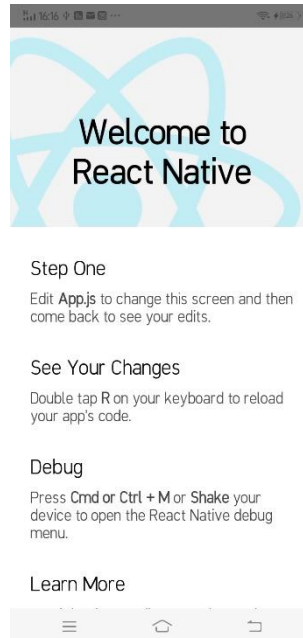 16:16
Welcome to
React Native
Step One
Edit App.js to change this screen and then
come back to see your edits.
See Your Changes
Double tap R on your keyboard to reload
your app's code.
Debug
Press Cmd or Ctrl + M or Shake your
device to open the React Native debug
menu.
Learn More